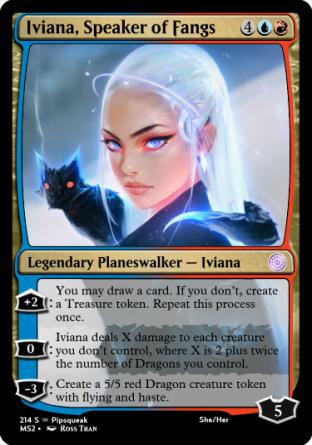 Iviana, Speaker of Fangs 4
Legendary Planeswalker — Iviana
+2: You may draw a card. If you don't, create
a Treasure token. Repeat this process
once.
0: Iviana deals X damage to each creature
you don't control, where X is 2 plus twice
the number of Dragons you control.
-3: Create a 5/5 red Dragon creature token
with flying and haste.
5
214 S Pipsqueak She/Her
MS2 • Ross Tran